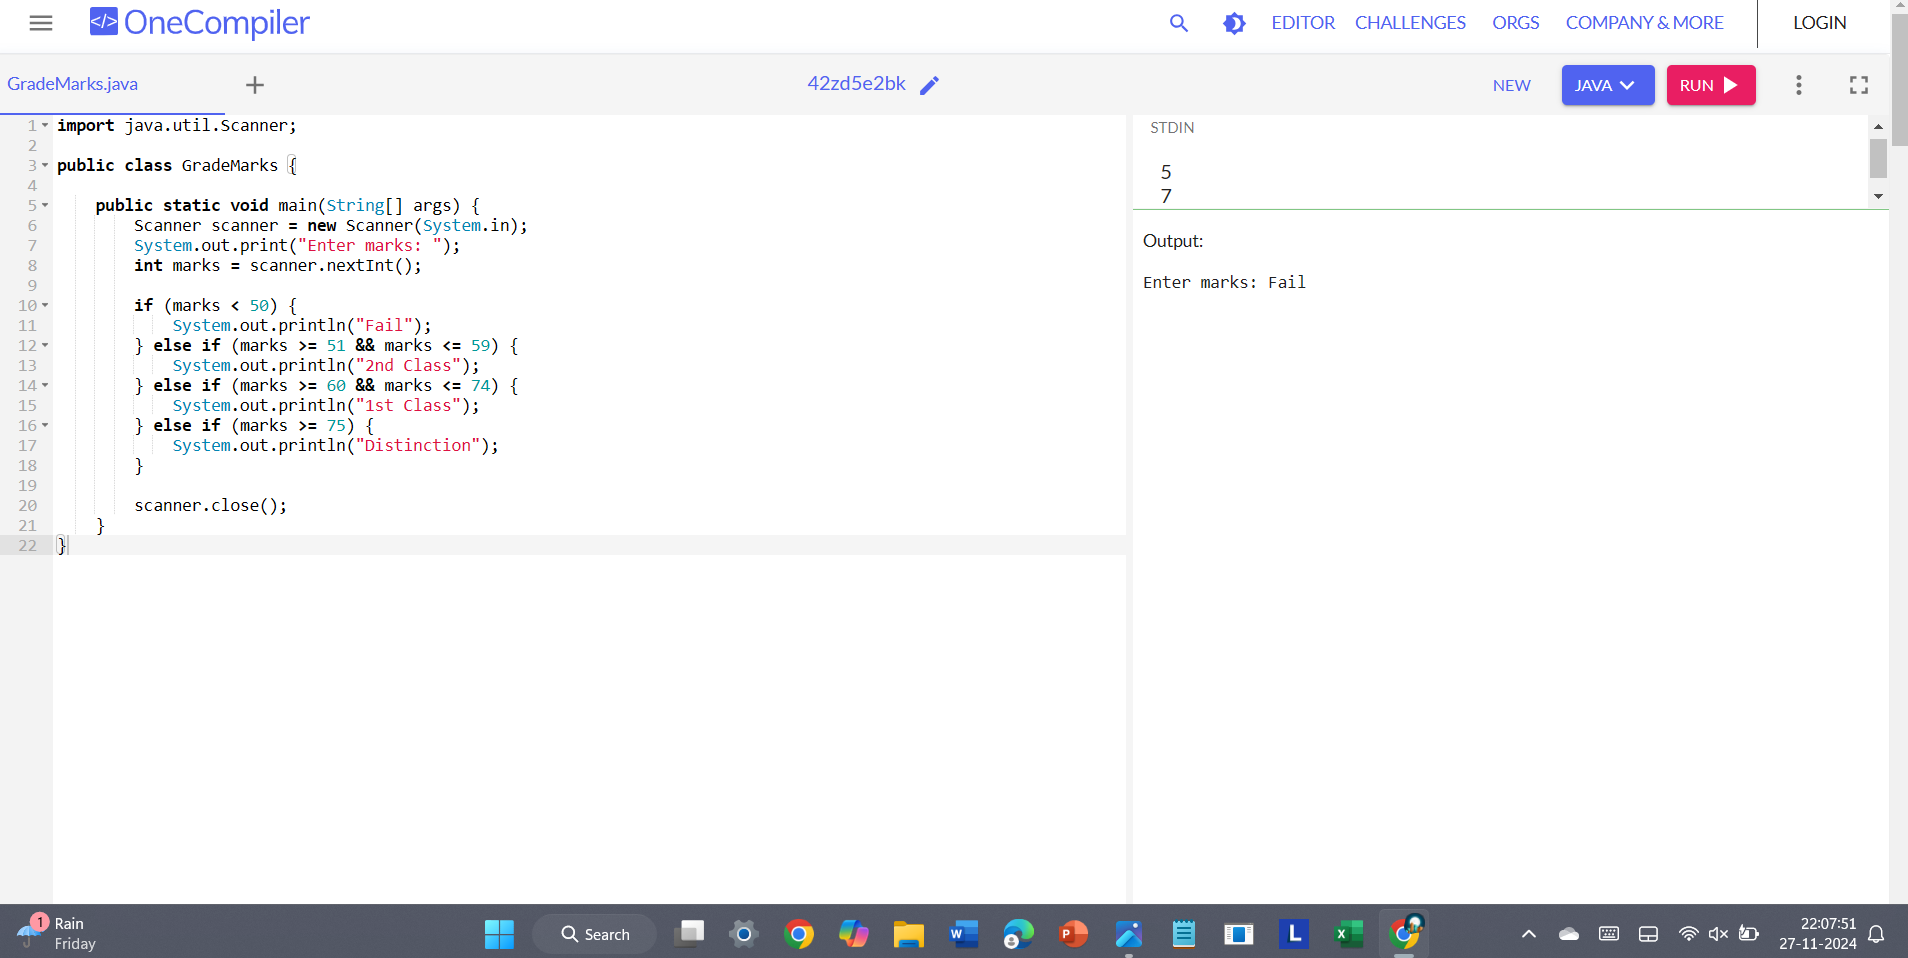 </> OneCompiler
EDITOR CHALLENGES ORGS COMPANY & MORE LOGIN
GradeMarks.java + 42zd5e2bk NEW JAVA RUN
1 import java.util.Scanner;
2
3 public class GradeMarks {
4
5 public static void main(String[] args) {
6 Scanner scanner = new Scanner(System.in);
7 System.out.print("Enter marks: ");
8 int marks = scanner.nextInt();
9
10 if (marks < 50) {
11 System.out.println("Fail");
12 } else if (marks >= 51 && marks <= 59) {
13 System.out.println("2nd Class");
14 } else if (marks >= 60 && marks <= 74) {
15 System.out.println("1st Class");
16 } else if (marks >= 75) {
17 System.out.println("Distinction");
18 }
19
20 scanner.close();
21 }
22 }
STDIN
5
7
Output:
Enter marks: Fail
1
Rain
Friday
Search
W
P
L
X
22:07:51
27-11-2024